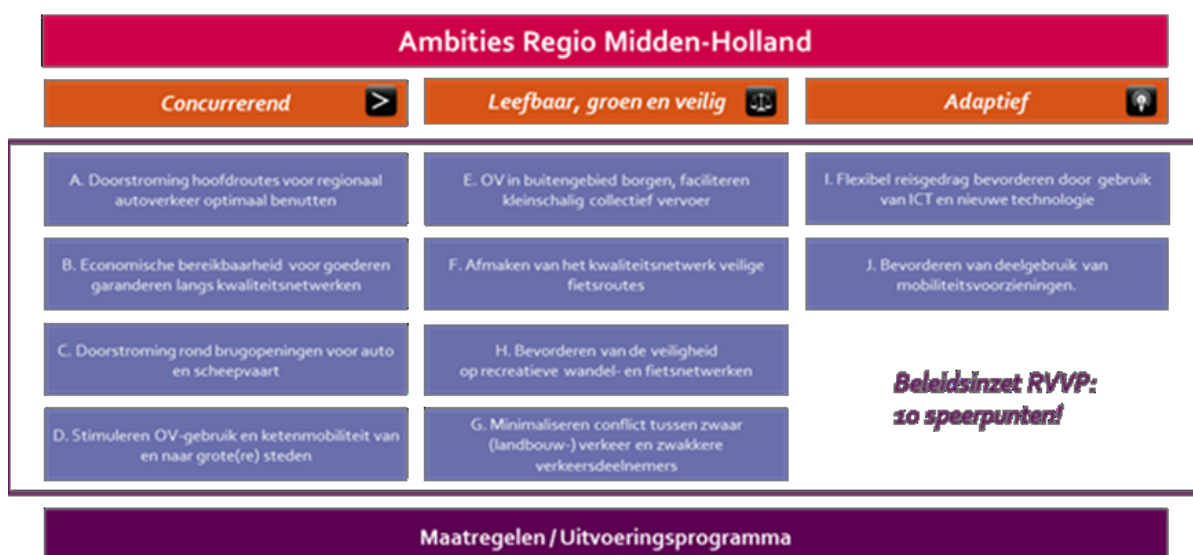 Ambities Regio Midden-Holland
Concurrerend
>
Leefbaar, groen en veilig
Adaptief
A. Doorstroming hoofdroutes voor regionaal
autoverkeer optimaal benutten
B. Economische bereikbaarheid voor goederen
garanderen langs kwaliteitsnetwerken
C. Doorstroming rond brugopeningen voor auto
en scheepvaart
D. Stimuleren OV-gebruik en ketenmobiliteit van
en naar grote(re) steden
E. OV in buitengebied borgen, faciliteren
kleinschalig collectief vervoer
F. Afmaken van het kwaliteitsnetwerk veilige
fietsroutes
H. Bevorderen van de veiligheid
op recreatieve wandel- en fietsnetwerken
G. Minimaliseren conflict tussen zwaar
(landbouw-) verkeer en zwakkere
verkeersdeelnemers
I. Flexibel reisgedrag bevorderen door gebruik
van ICT en nieuwe technologie
J. Bevorderen van deelgebruik van
mobiliteitsvoorzieningen.
Beleidsinzet RVVP:
10 speerpunten!
Maatregelen / Uitvoeringsprogramma